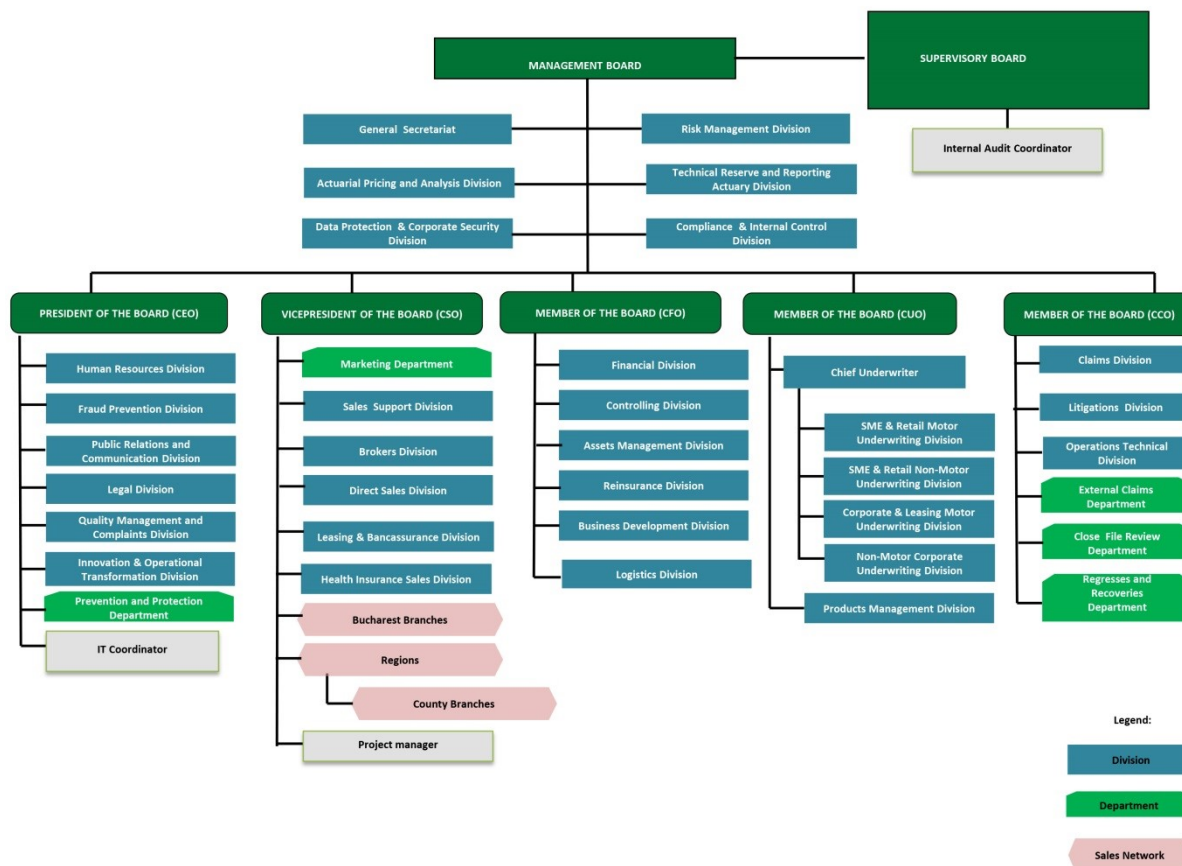 MANAGEMENT BOARD
SUPERVISORY BOARD
General Secretariat
Risk Management Division
Internal Audit Coordinator
Actuarial Pricing and Analysis Division
Technical Reserve and Reporting
Actuary Division
Data Protection & Corporate Security
Division
Compliance & Internal Control
Division
PRESIDENT OF THE BOARD (CEO)
Human Resources Division
Fraud Prevention Division
Public Relations and
Communication Division
Legal Division
Quality Management and
Complaints Division
Innovation & Operational
Transformation Division
Prevention and Protection
Department
IT Coordinator
VICEPRESIDENT OF THE BOARD (CSO)
Marketing Department
Sales Support Division
Brokers Division
Direct Sales Division
Leasing & Bancassurance Division
Health Insurance Sales Division
Bucharest Branches
Regions
County Branches
Project manager
MEMBER OF THE BOARD (CFO)
Financial Division
Controlling Division
Assets Management Division
Reinsurance Division
Business Development Division
Logistics Division
MEMBER OF THE BOARD (CUO)
Chief Underwriter
SME & Retail Motor
Underwriting Division
SME & Retail Non-Motor
Underwriting Division
Corporate & Leasing Motor
Underwriting Division
Non-Motor Corporate
Underwriting Division
Products Management Division
MEMBER OF THE BOARD (CCO)
Claims Division
Litigations Division
Operations Technical
Division
External Claims
Department
Close File Review
Department
Regresses and
Recoveries
Department
Legend:
Division
Department
Sales Network